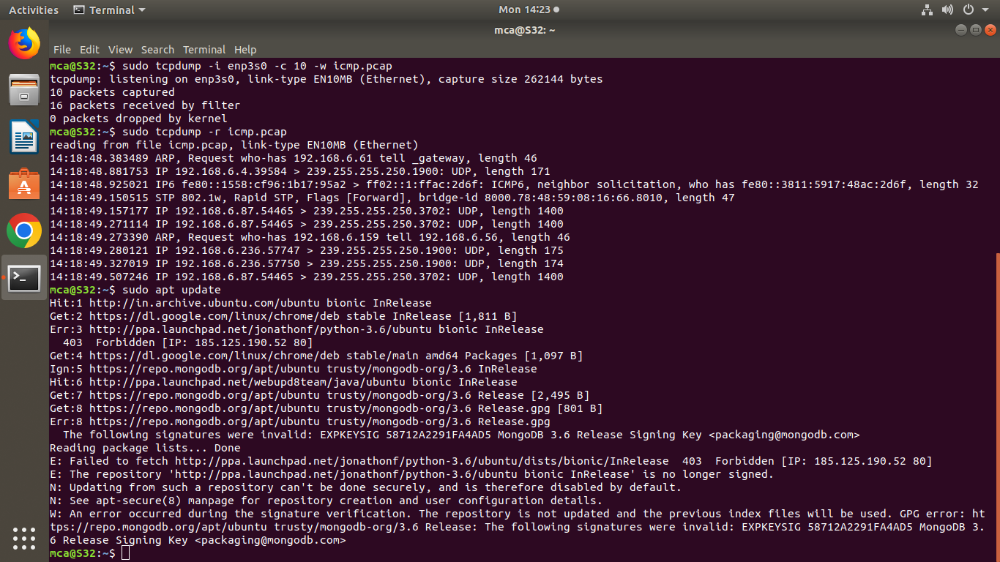 Activities Terminal Mon 14:23
mca@S32: ~
File Edit View Search Terminal Help
mca@S32:~$ sudo tcpdump -i enp3s0 -c 10 -w icmp.pcap
tcpdump: listening on enp3s0, link-type EN10MB (Ethernet), capture size 262144 bytes
10 packets captured
16 packets received by filter
0 packets dropped by kernel
mca@S32:~$ sudo tcpdump -r icmp.pcap
reading from file icmp.pcap, link-type EN10MB (Ethernet)
14:18:48.383489 ARP, Request who-has 192.168.6.61 tell _gateway, length 46
14:18:48.881753 IP 192.168.6.4.39584 > 239.255.255.250.1900: UDP, length 171
14:18:48.925021 IP6 fe80::1558:cf96:1b17:95a2 > ff02::1:ffac:2d6f: ICMP6, neighbor solicitation, who has fe80::3811:5917:48ac:2d6f, length 32
14:18:49.150515 STP 802.1w, Rapid STP, Flags [Forward], bridge-id 8000.78:48:59:08:16:66.8010, length 47
14:18:49.157177 IP 192.168.6.87.54465 > 239.255.255.250.3702: UDP, length 1400
14:18:49.271114 IP 192.168.6.87.54465 > 239.255.255.250.3702: UDP, length 1400
14:18:49.273390 ARP, Request who-has 192.168.6.159 tell 192.168.6.56, length 46
14:18:49.280121 IP 192.168.6.236.57747 > 239.255.255.250.1900: UDP, length 175
14:18:49.327019 IP 192.168.6.236.57750 > 239.255.255.250.1900: UDP, length 174
14:18:49.507246 IP 192.168.6.87.54465 > 239.255.255.250.3702: UDP, length 1400
mca@S32:~$ sudo apt update
Hit:1 http://in.archive.ubuntu.com/ubuntu bionic InRelease
Get:2 https://dl.google.com/linux/chrome/deb stable InRelease [1,811 B]
Err:3 http://ppa.launchpad.net/jonathonf/python-3.6/ubuntu bionic InRelease
403  Forbidden [IP: 185.125.190.52 80]
Get:4 https://dl.google.com/linux/chrome/deb stable/main amd64 Packages [1,097 B]
Ign:5 https://repo.mongodb.org/apt/ubuntu trusty/mongodb-org/3.6 InRelease
Hit:6 http://ppa.launchpad.net/webupd8team/java/ubuntu bionic InRelease
Get:7 https://repo.mongodb.org/apt/ubuntu trusty/mongodb-org/3.6 Release [2,495 B]
Get:8 https://repo.mongodb.org/apt/ubuntu trusty/mongodb-org/3.6 Release.gpg [801 B]
Err:8 https://repo.mongodb.org/apt/ubuntu trusty/mongodb-org/3.6 Release.gpg
The following signatures were invalid: EXPKEYSIG 58712A2291FA4AD5 MongoDB 3.6 Release Signing Key <packaging@mongodb.com>
Reading package lists... Done
E: Failed to fetch http://ppa.launchpad.net/jonathonf/python-3.6/ubuntu/dists/bionic/InRelease  403  Forbidden [IP: 185.125.190.52 80]
E: The repository 'http://ppa.launchpad.net/jonathonf/python-3.6/ubuntu bionic InRelease' is no longer signed.
N: Updating from such a repository can't be done securely, and is therefore disabled by default.
N: See apt-secure(8) manpage for repository creation and user configuration details.
W: An error occurred during the signature verification. The repository is not updated and the previous index files will be used. GPG error: ht
tps://repo.mongodb.org/apt/ubuntu trusty/mongodb-org/3.6 Release: The following signatures were invalid: EXPKEYSIG 58712A2291FA4AD5 MongoDB 3.
6 Release Signing Key <packaging@mongodb.com>
mca@S32:~$